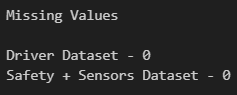 Missing Values
Driver Dataset - 0
Safety + Sensors Dataset - 0